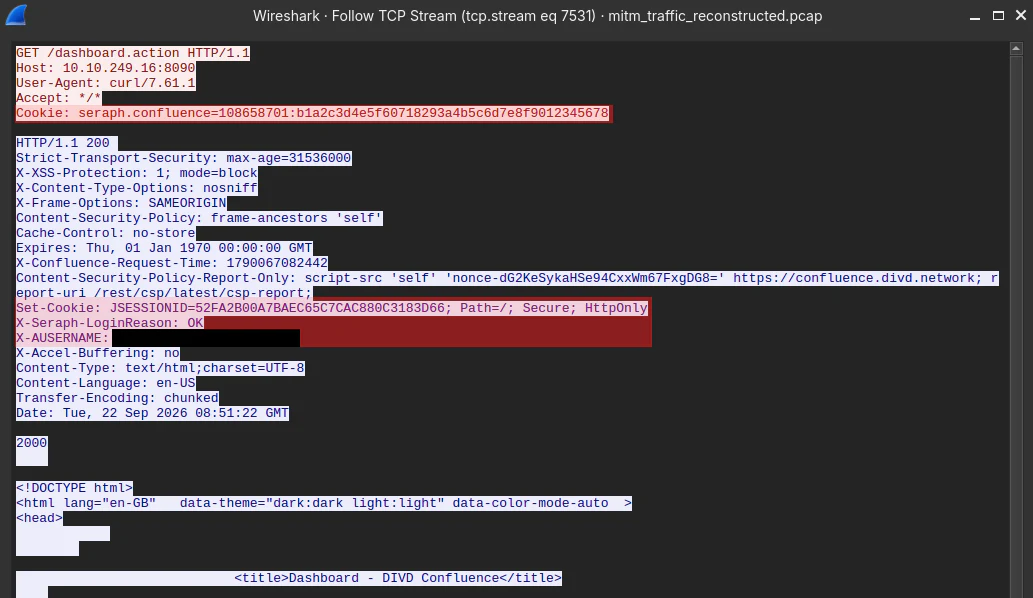 Wireshark · Follow TCP Stream (tcp.stream eq 7531) · mitm_traffic_reconstructed.pcap
GET /dashboard.action HTTP/1.1
Host: 10.10.249.16:8090
User-Agent: curl/7.61.1
Accept: */*
Cookie: seraph.confluence=108658701:b1a2c3d4e5f60718293a4b5c6d7e8f9012345678
HTTP/1.1 200
Strict-Transport-Security: max-age=31536000
X-XSS-Protection: 1; mode=block
X-Content-Type-Options: nosniff
X-Frame-Options: SAMEORIGIN
Content-Security-Policy: frame-ancestors 'self'
Cache-Control: no-store
Expires: Thu, 01 Jan 1970 00:00:00 GMT
X-Confluence-Request-Time: 1790067082442
Content-Security-Policy-Report-Only: script-src 'self' 'nonce-dG2KeSykaHSe94CxxWm67FxgDG8=' https://confluence.divd.network; r
eport-uri /rest/csp/latest/csp-report;
Set-Cookie: JSESSIONID=52FA2B00A7BAEC65C7CAC880C3183D66; Path=/; Secure; HttpOnly
X-Seraph-LoginReason: OK
X-AUSERNAME:
X-Accel-Buffering: no
Content-Type: text/html;charset=UTF-8
Content-Language: en-US
Transfer-Encoding: chunked
Date: Tue, 22 Sep 2026 08:51:22 GMT
2000
<!DOCTYPE html>
<html lang="en-GB"   data-theme="dark:dark light:light" data-color-mode-auto  >
<head>
<title>Dashboard - DIVD Confluence</title>